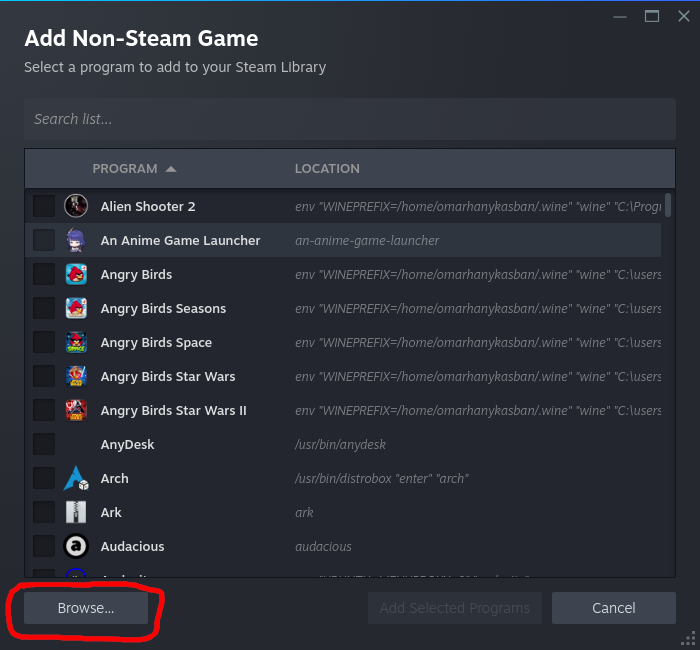 Add Non-Steam Game
Select a program to add to your Steam Library
Search list...
PROGRAM LOCATION
Alien Shooter 2 env "WINEPREFIX=/home/omarhanykasban/.wine" "wine" "C:\Progr
An Anime Game Launcher an-anime-game-launcher
Angry Birds env "WINEPREFIX=/home/omarhanykasban/.wine" "wine" "C:\users
Angry Birds Seasons env "WINEPREFIX=/home/omarhanykasban/.wine" "wine" "C:\users
Angry Birds Space env "WINEPREFIX=/home/omarhanykasban/.wine" "wine" "C:\users
Angry Birds Star Wars env "WINEPREFIX=/home/omarhanykasban/.wine" "wine" "C:\users
Angry Birds Star Wars II env "WINEPREFIX=/home/omarhanykasban/.wine" "wine" "C:\users
AnyDesk /usr/bin/anydesk
Arch /usr/bin/distrobox "enter" "arch"
Ark ark
Audacious audacious
Browse... Add Selected Programs Cancel